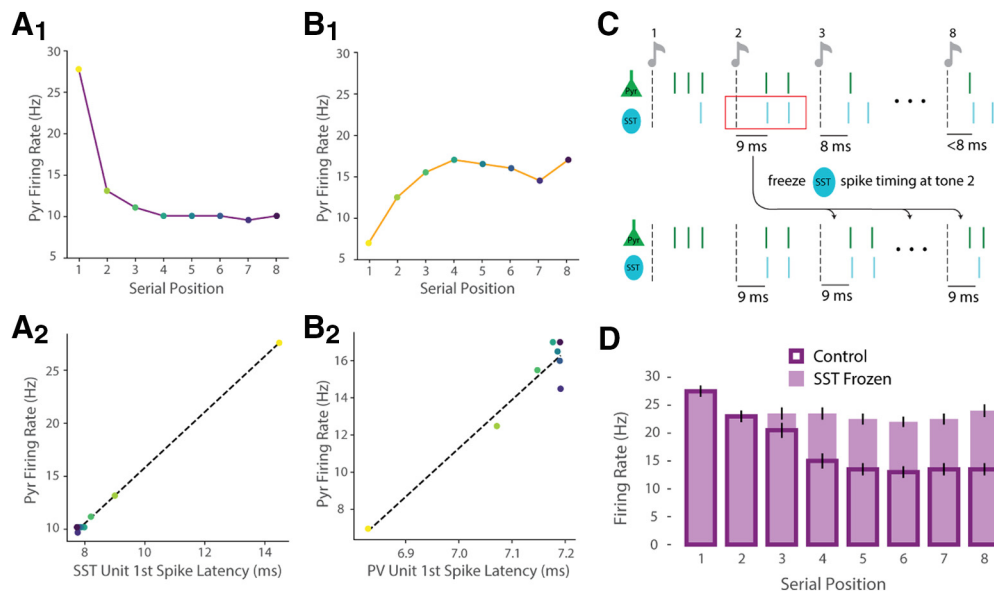 A1
30
25
20
15
10
5
Pyr Firing Rate (Hz)
1 2 3 4 5 6 7 8
Serial Position
B1
30
25
20
15
10
5
Pyr Firing Rate (Hz)
1 2 3 4 5 6 7 8
Serial Position
C
1 2 3 8
Pyr
SST
9 ms 8 ms <8 ms
freeze SST spike timing at tone 2
Pyr
SST
9 ms 9 ms 9 ms
A2
25
20
15
10
Pyr Firing Rate (Hz)
8 10 12 14
SST Unit 1st Spike Latency (ms)
B2
16
14
12
10
8
Pyr Firing Rate (Hz)
6.9 7.0 7.1 7.2
PV Unit 1st Spike Latency (ms)
D
Control
SST Frozen
30
25
20
15
10
5
0
Firing Rate (Hz)
1 2 3 4 5 6 7 8
Serial Position